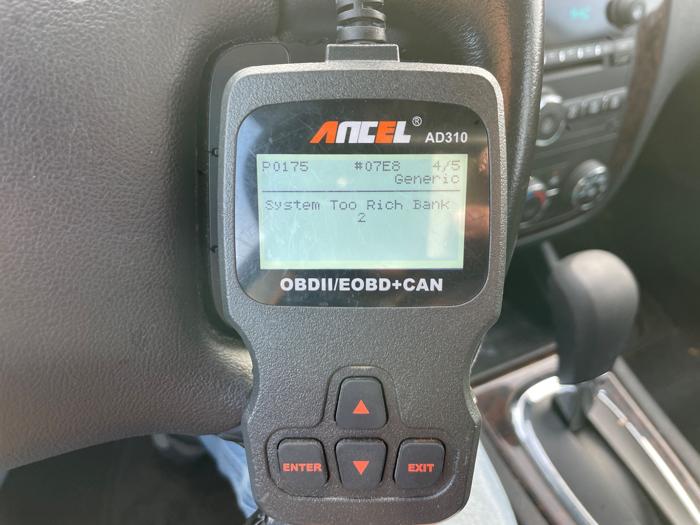 ANCEL® AD310
P0175 #07E8 4/5
Generic
System Too Rich Bank
2
OBDII/EOBD+CAN
ENTER
EXIT